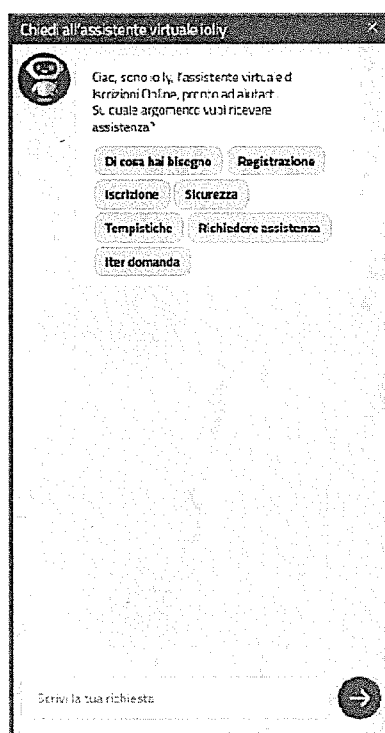 Chiedi all'assistente virtuale iolly
Ciao, sono iolly, l'assistente virtuale di
Iscrizioni Online, pronto ad aiutarti.
Su quale argomento vuoi ricevere
assistenza?
Di cosa hai bisogno Registrazione
Iscrizione Sicurezza
Tempistiche Richiedere assistenza
Iter domanda
Scrivi la tua richiesta